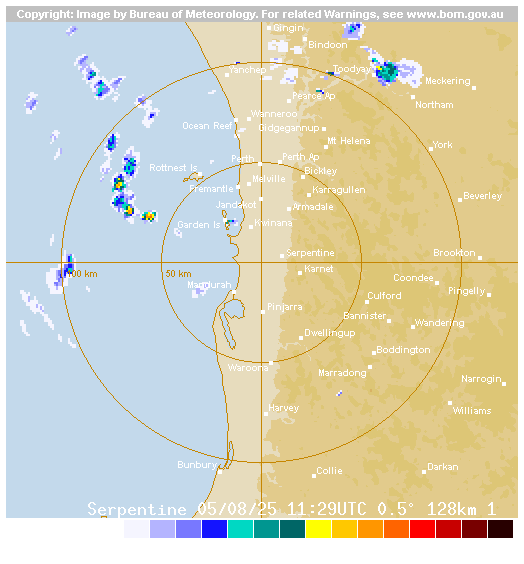 Copyright: Image by Bureau of Meteorology. For related Warnings, see www.bom.gov.au
Gingin
Bindoon
Yanchep
Toodyay
Meckering
Pearce Ap
Northam
Wanneroo
Ocean Reef
Gidgegannup
Mt Helena
York
Perth
Perth Ap
Rottnest Is
Bickley
Melville
Fremantle
Karragullen
Beverley
Jandakot
Armadale
Garden Is
Kwinana
Serpentine
Brookton
100 km
50 km
Karnet
Coondee
Mandurah
Pingelly
Cufford
Pinjarra
Bannister
Wandering
Dwellingup
Boddington
Waroona
Marradong
Narrogin
Harvey
Williams
Bunbury
Collie
Darkan
Serpentine 05/08/25 11:29UTC 0.5° 128km 1